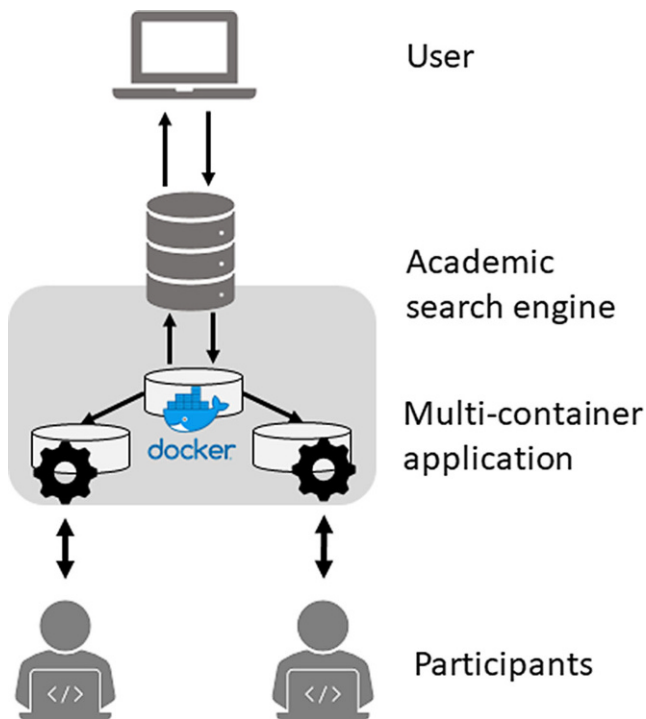 User
Academic
search engine
Multi-container
application
docker
</>
</>
Participants